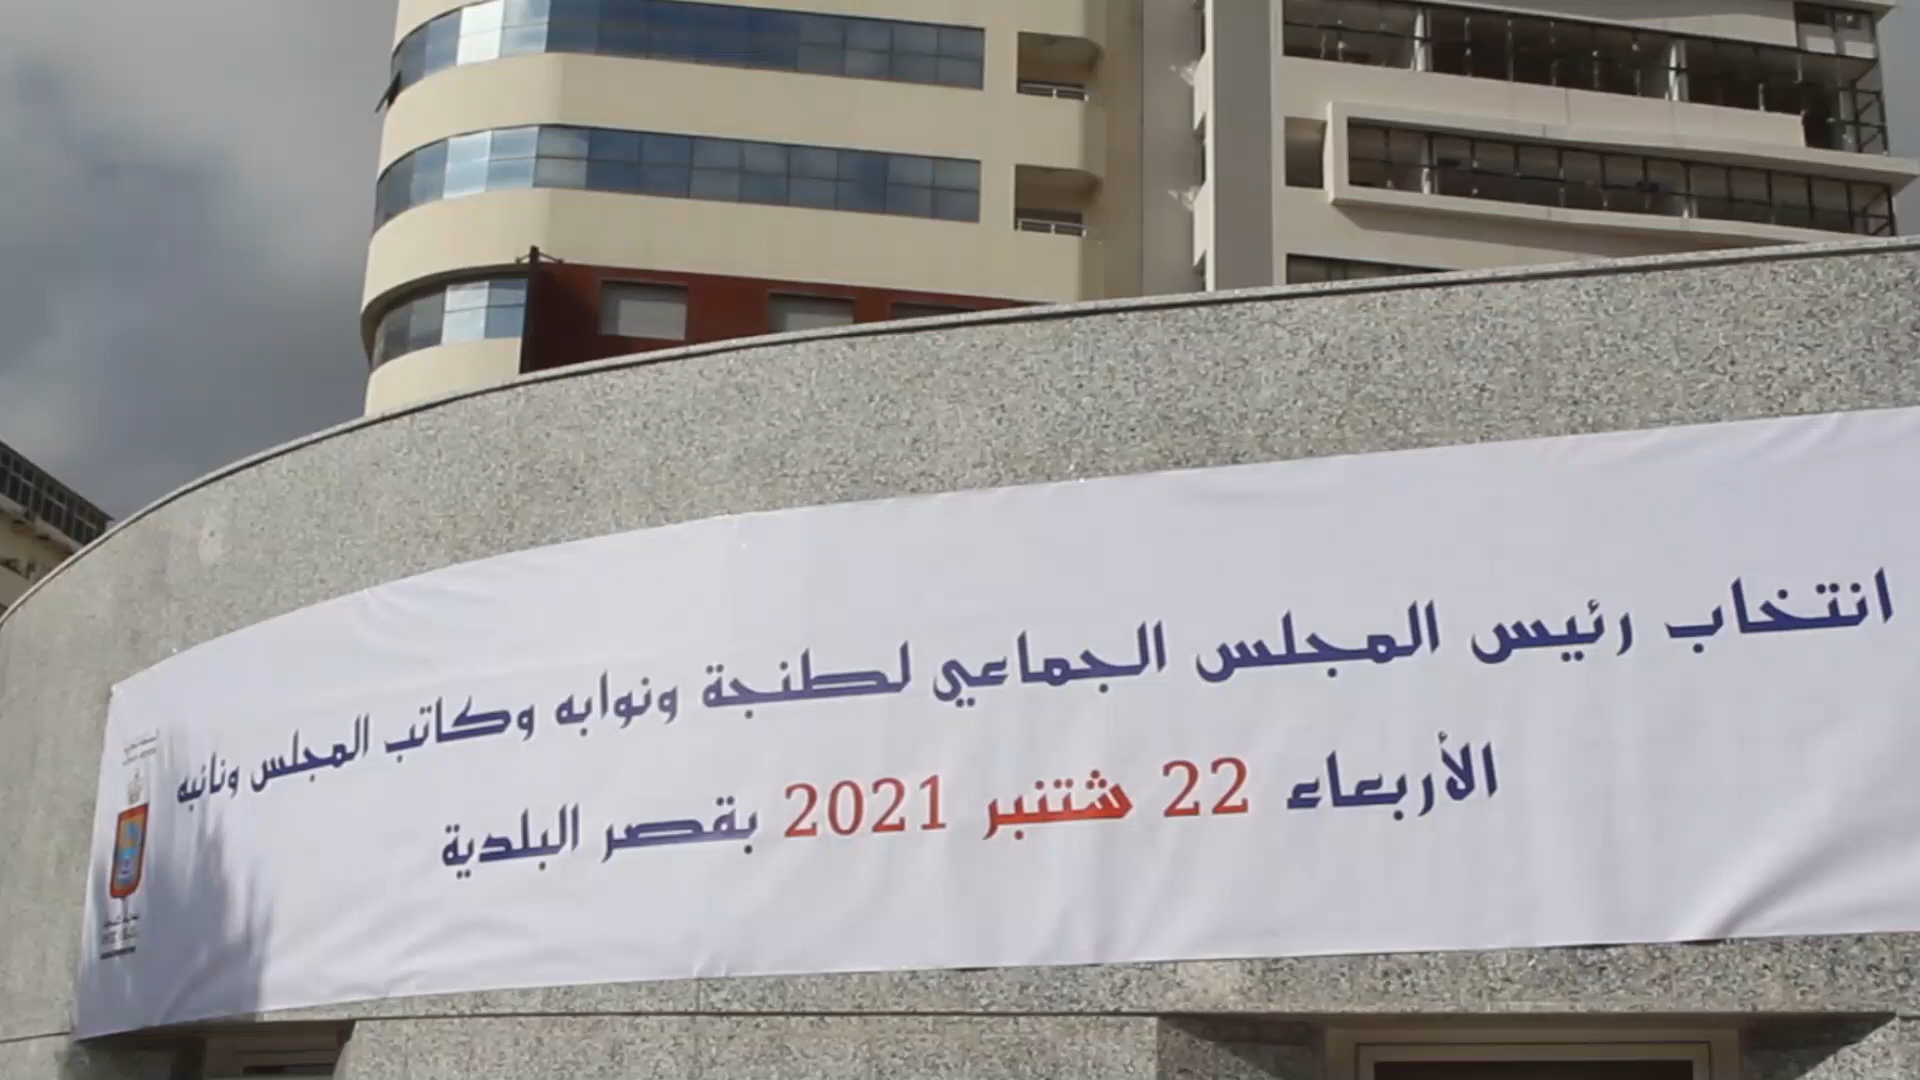 انتخاب رئيس المجلس الجماعي لطنجة ونوابه وكاتب المجلس ونائبه
الأربعاء 22 شتنبر 2021 بقصر البلدية